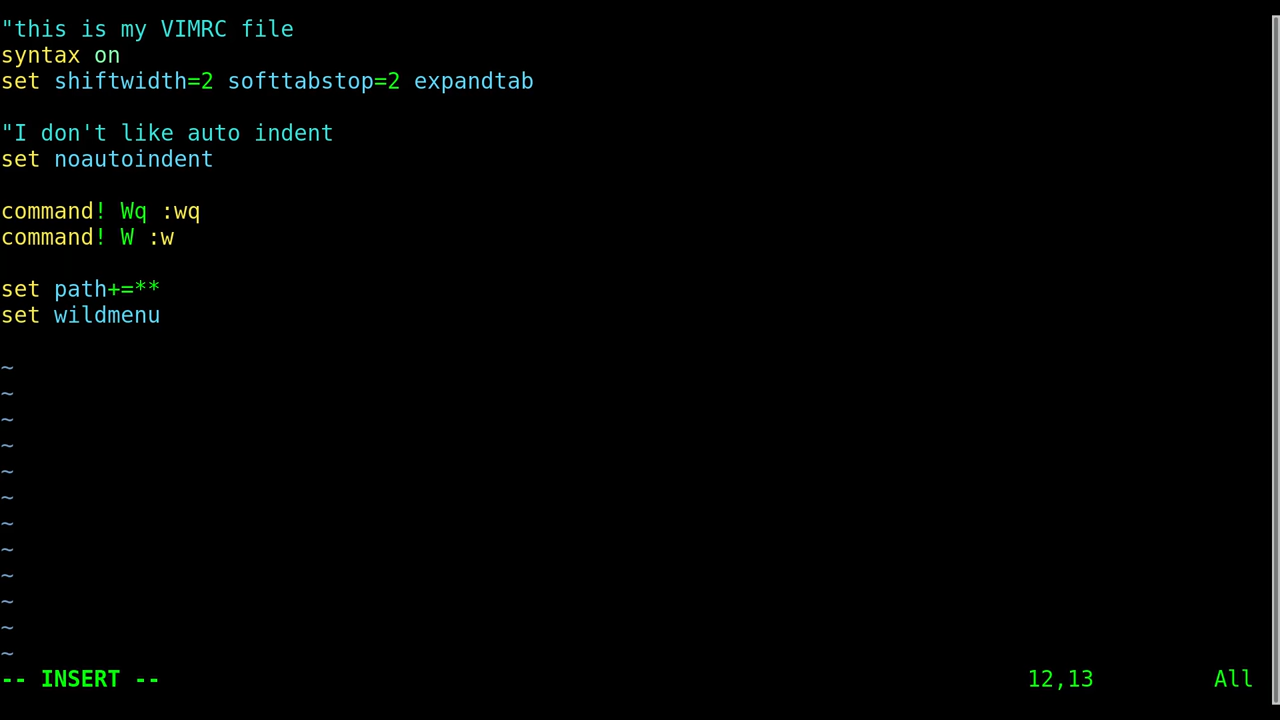 "this is my VIMRC file
syntax on
set shiftwidth=2 softtabstop=2 expandtab
"I don't like auto indent
set noautoindent
command! Wq :wq
command! W :w
set path+=**
set wildmenu
~
~
~
~
~
~
~
~
~
~
~
~
-- INSERT -- 12,13 All